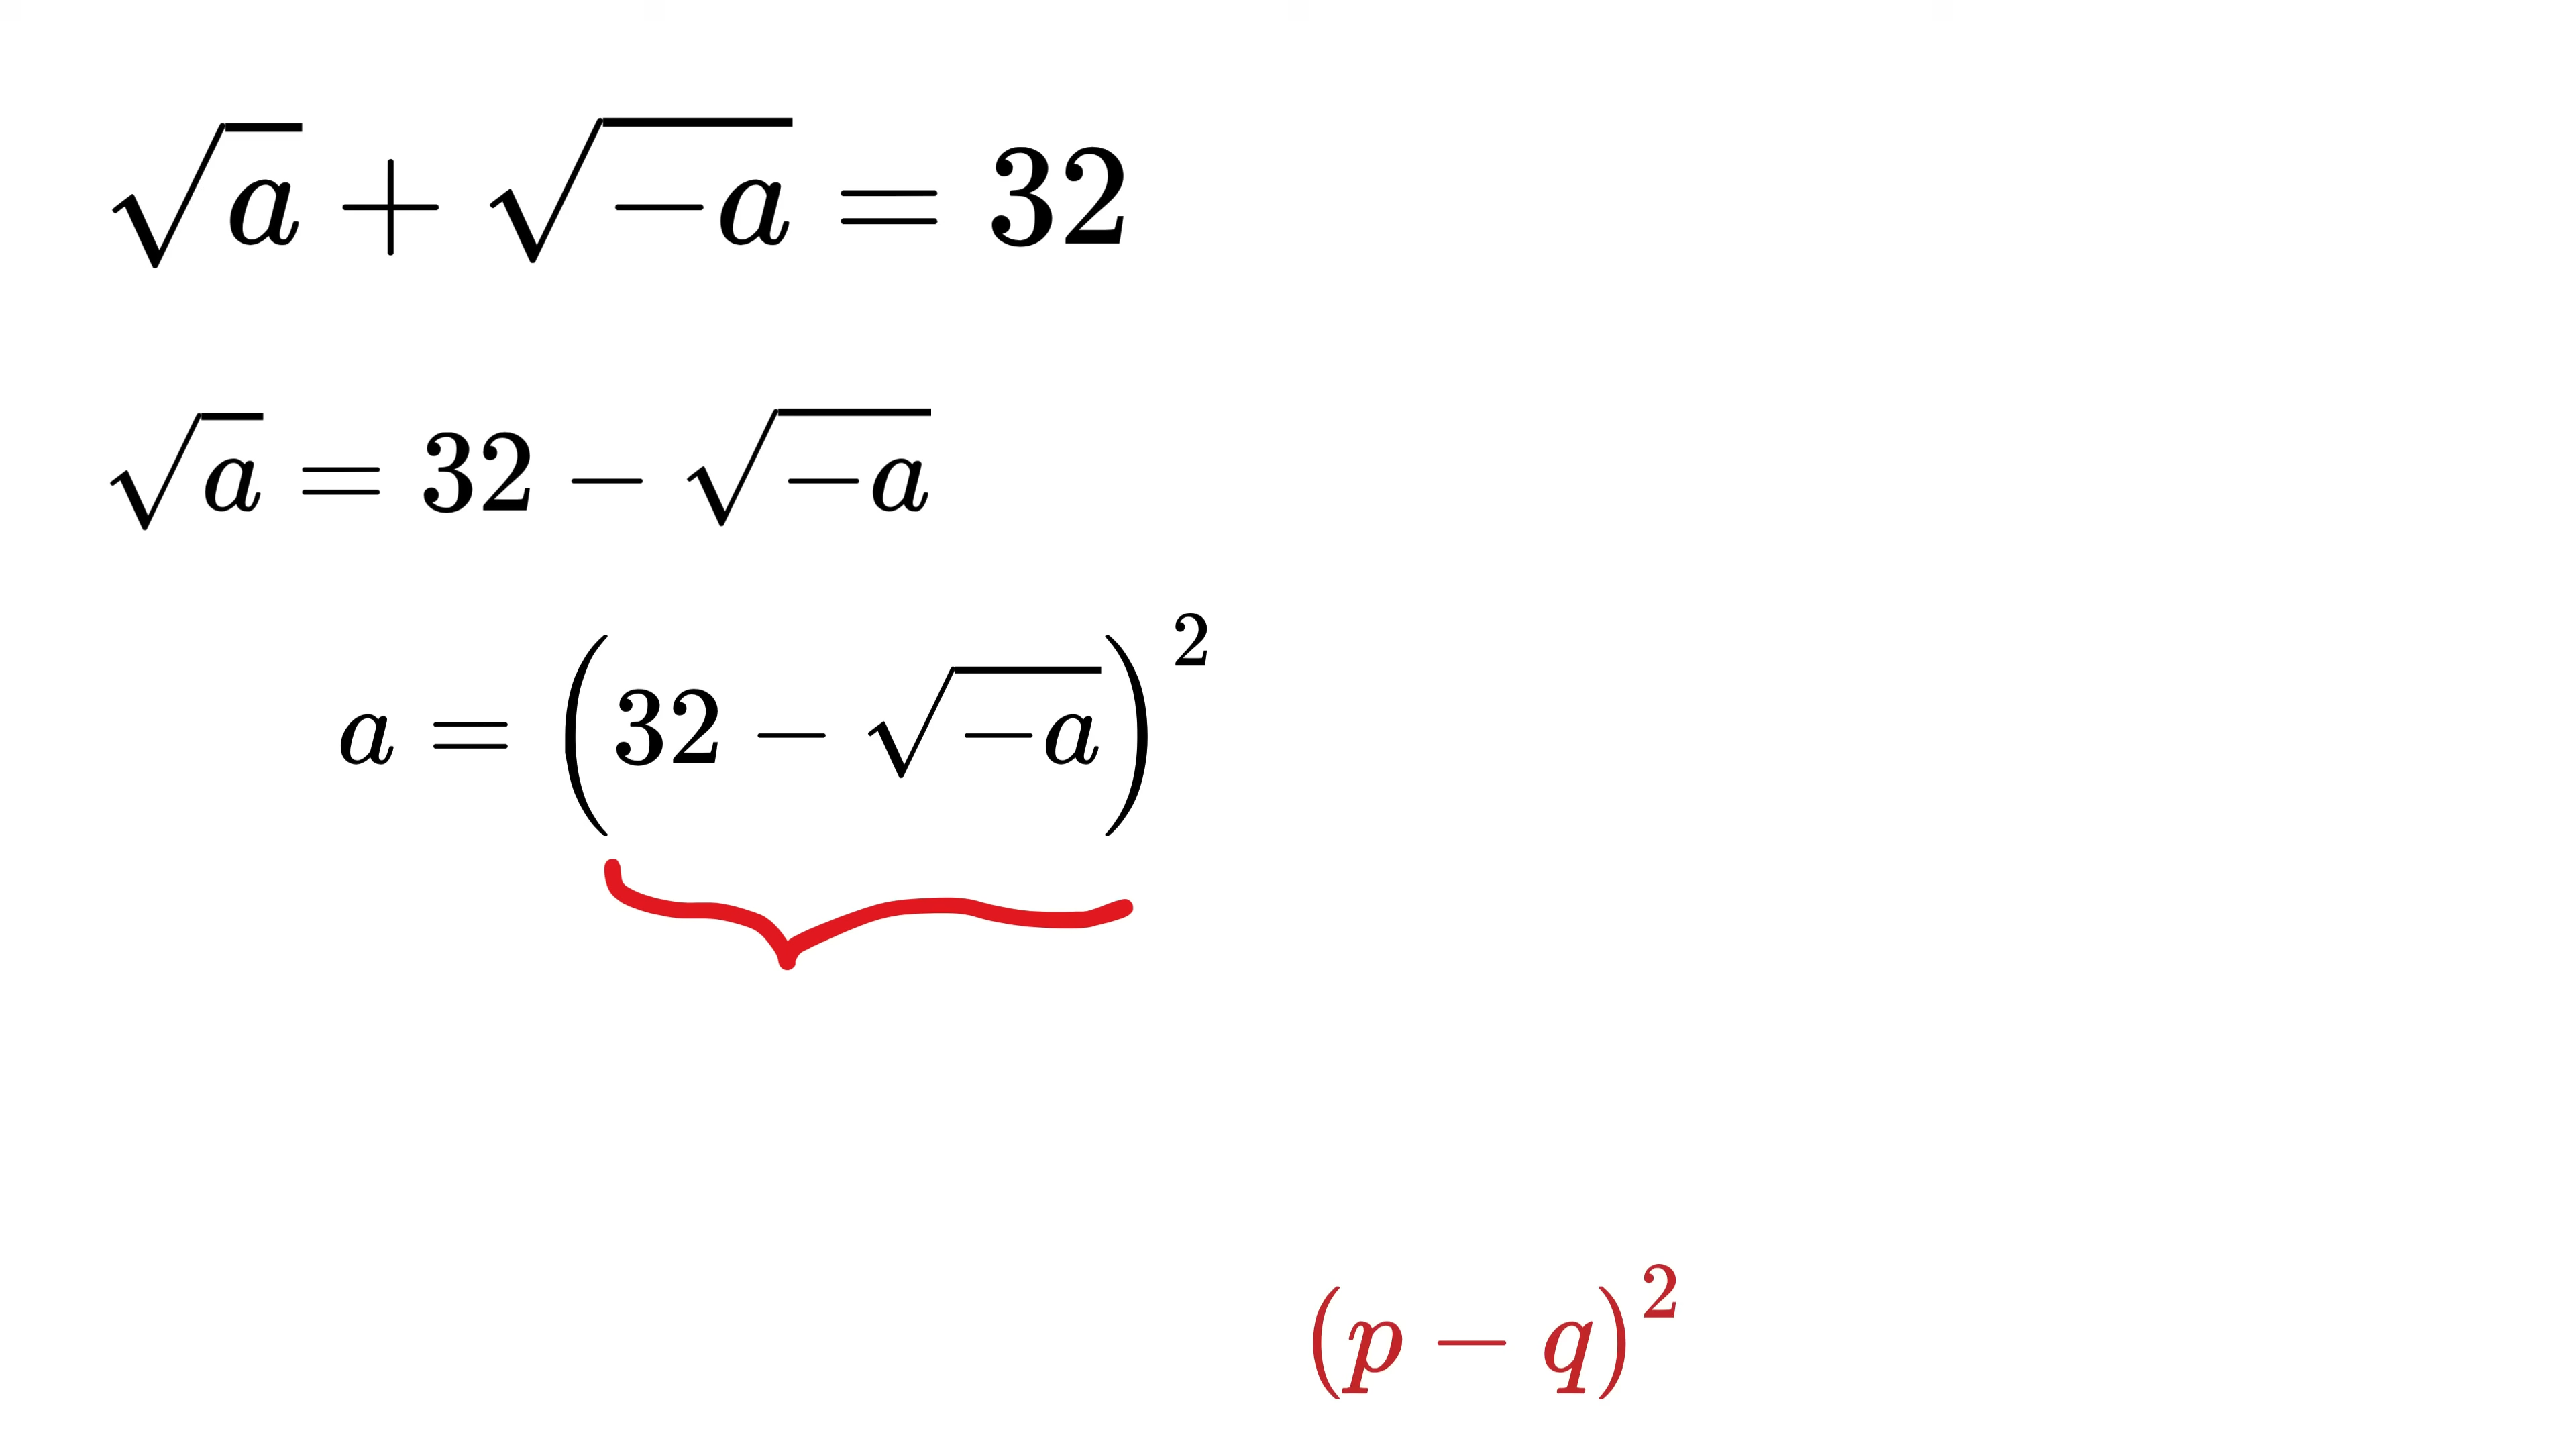 √a + √−a = 32
√a = 32 − √−a
a = (32 − √−a)²
(p − q)²